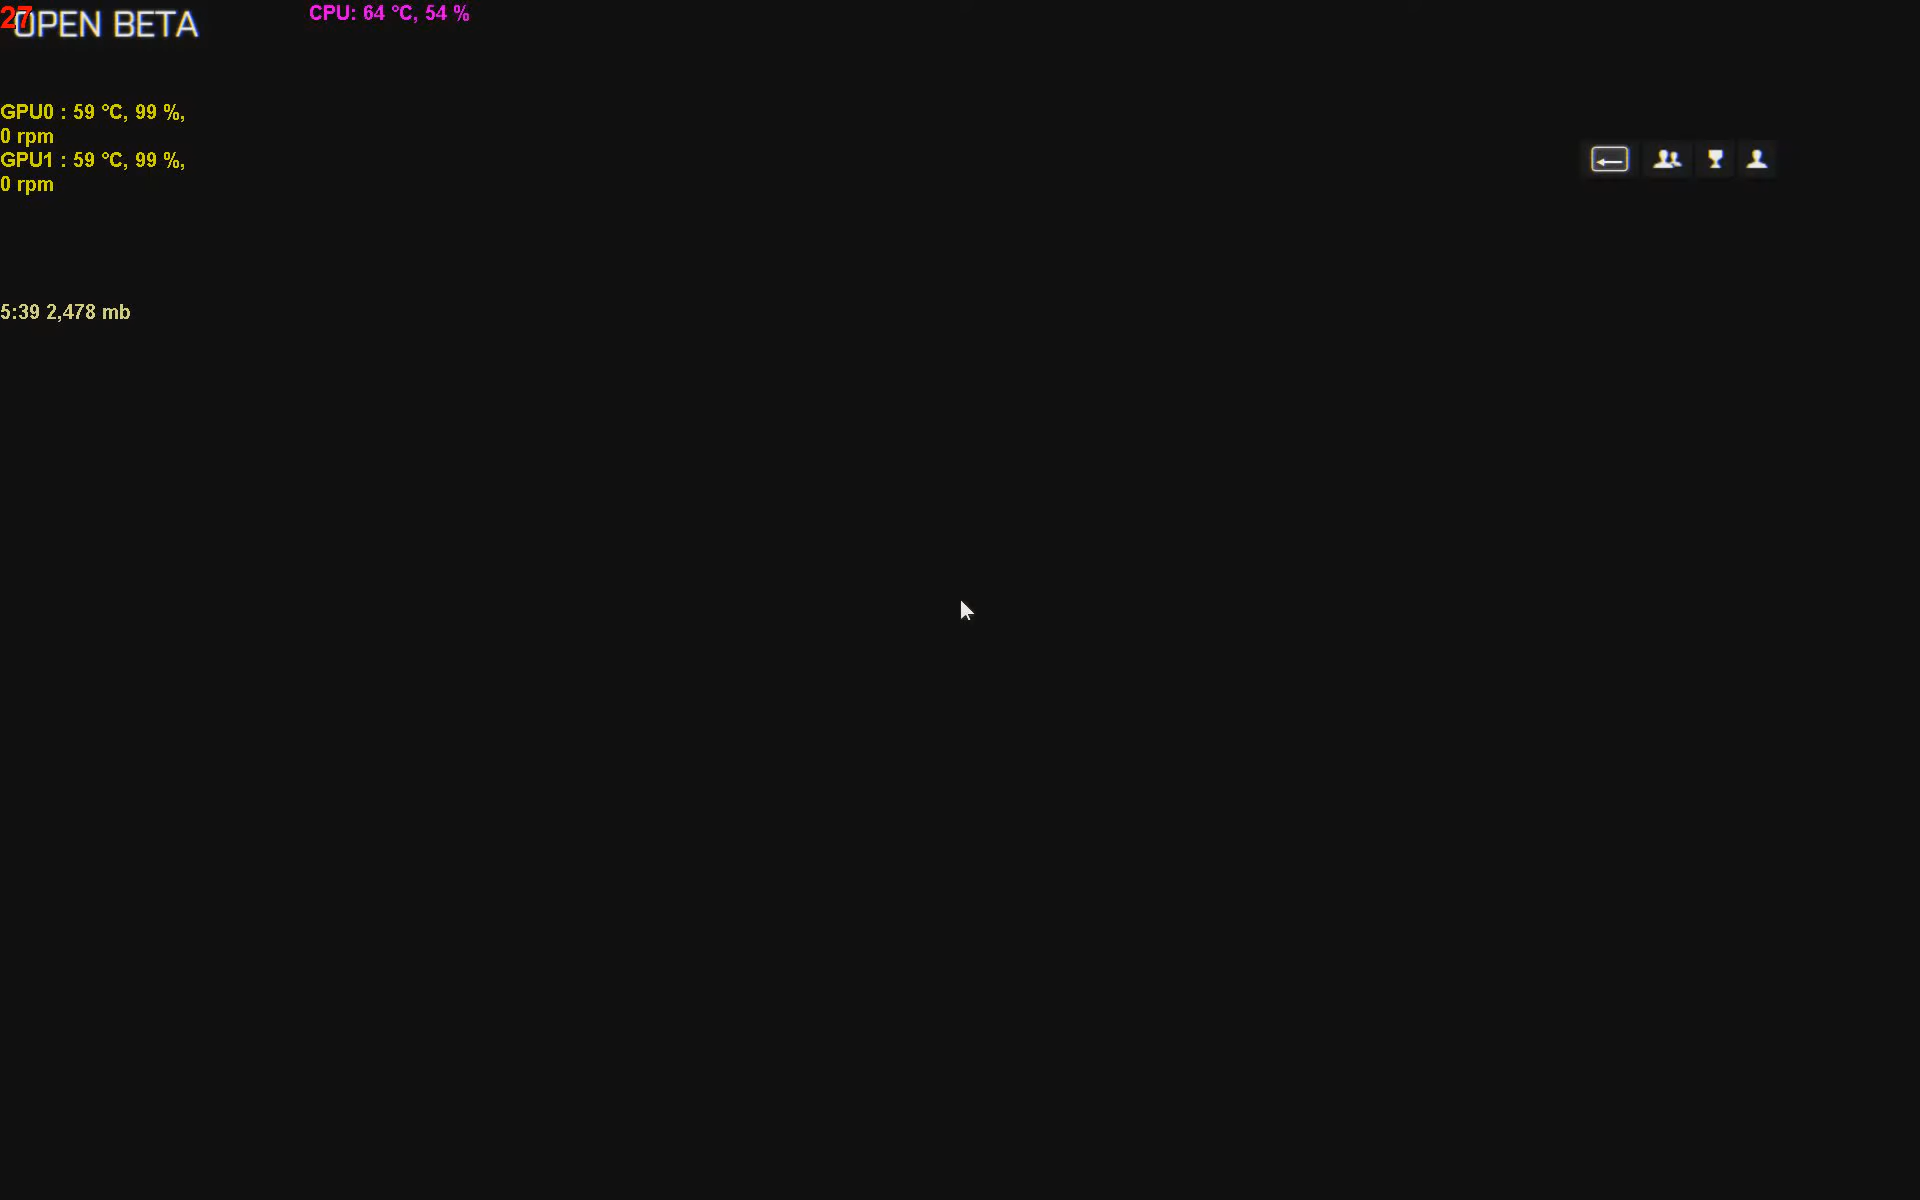 27
OPEN BETA
CPU: 64 °C, 54 %
GPU0 : 59 °C, 99 %,
0 rpm
GPU1 : 59 °C, 99 %,
0 rpm
5:39 2,478 mb